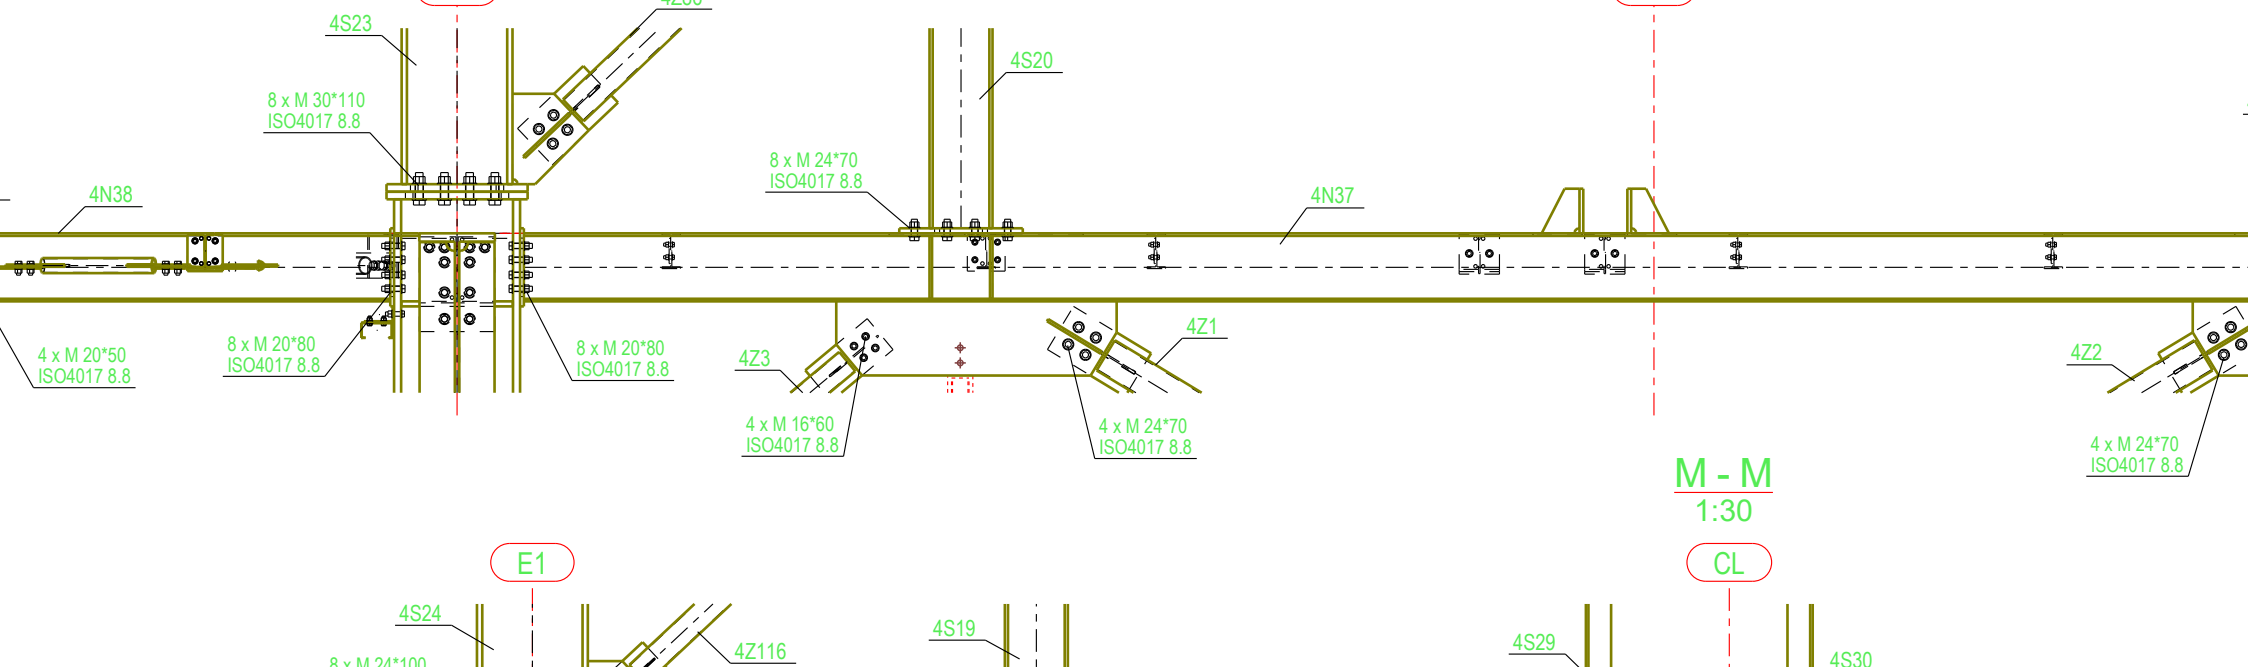 4S23
4S20
8 x M 30*110
ISO4017 8.8
8 x M 24*70
ISO4017 8.8
4N38
4N37
4 x M 20*50
ISO4017 8.8
8 x M 20*80
ISO4017 8.8
8 x M 20*80
ISO4017 8.8
4Z3
4Z1
4Z2
4 x M 16*60
ISO4017 8.8
4 x M 24*70
ISO4017 8.8
4 x M 24*70
ISO4017 8.8
M - M
1:30
E1
CL
4S24
4Z116
4S19
4S29
4S30
8 x M 24*100